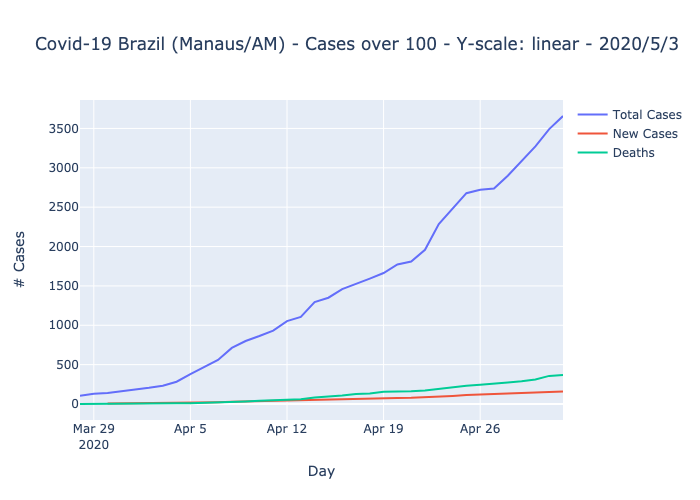 Covid-19 Brazil (Manaus/AM) - Cases over 100 - Y-scale: linear - 2020/5/3
Total Cases
New Cases
Deaths
# Cases
3500
3000
2500
2000
1500
1000
500
0
Mar 29 Apr 5 Apr 12 Apr 19 Apr 26
2020
Day